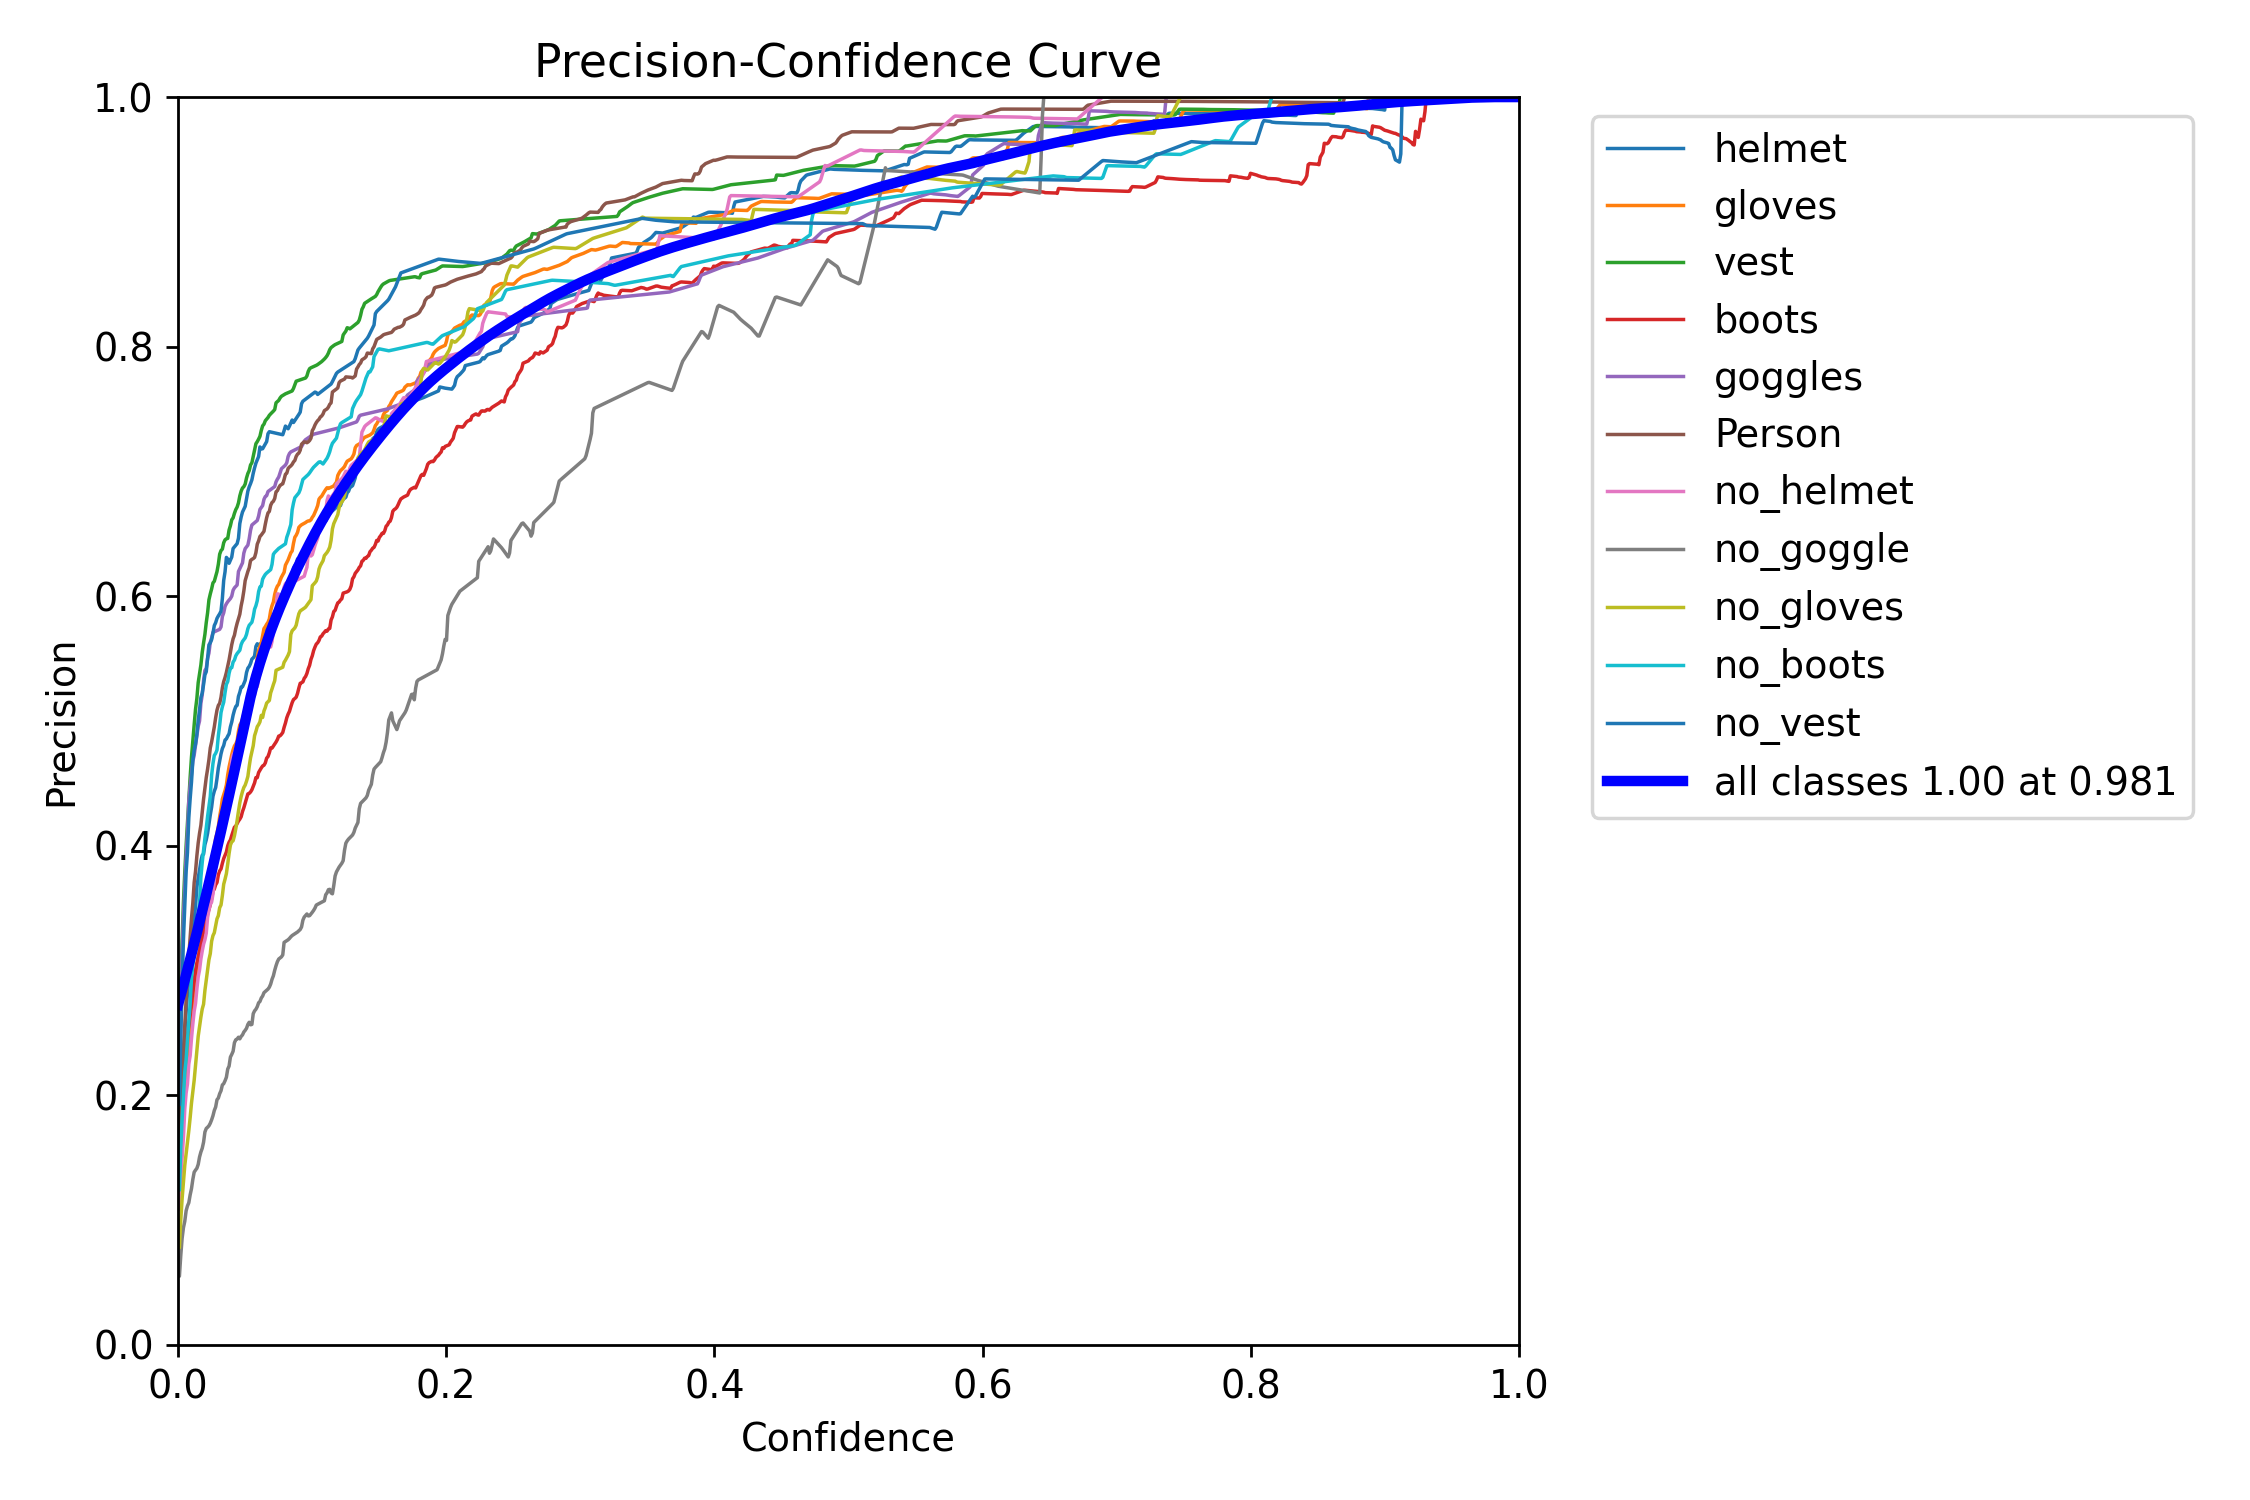 Precision-Confidence Curve
1.0
0.8
0.6
0.4
0.2
0.0
Precision
0.0 0.2 0.4 0.6 0.8 1.0
Confidence
helmet
gloves
vest
boots
goggles
Person
no_helmet
no_goggle
no_gloves
no_boots
no_vest
all classes 1.00 at 0.981